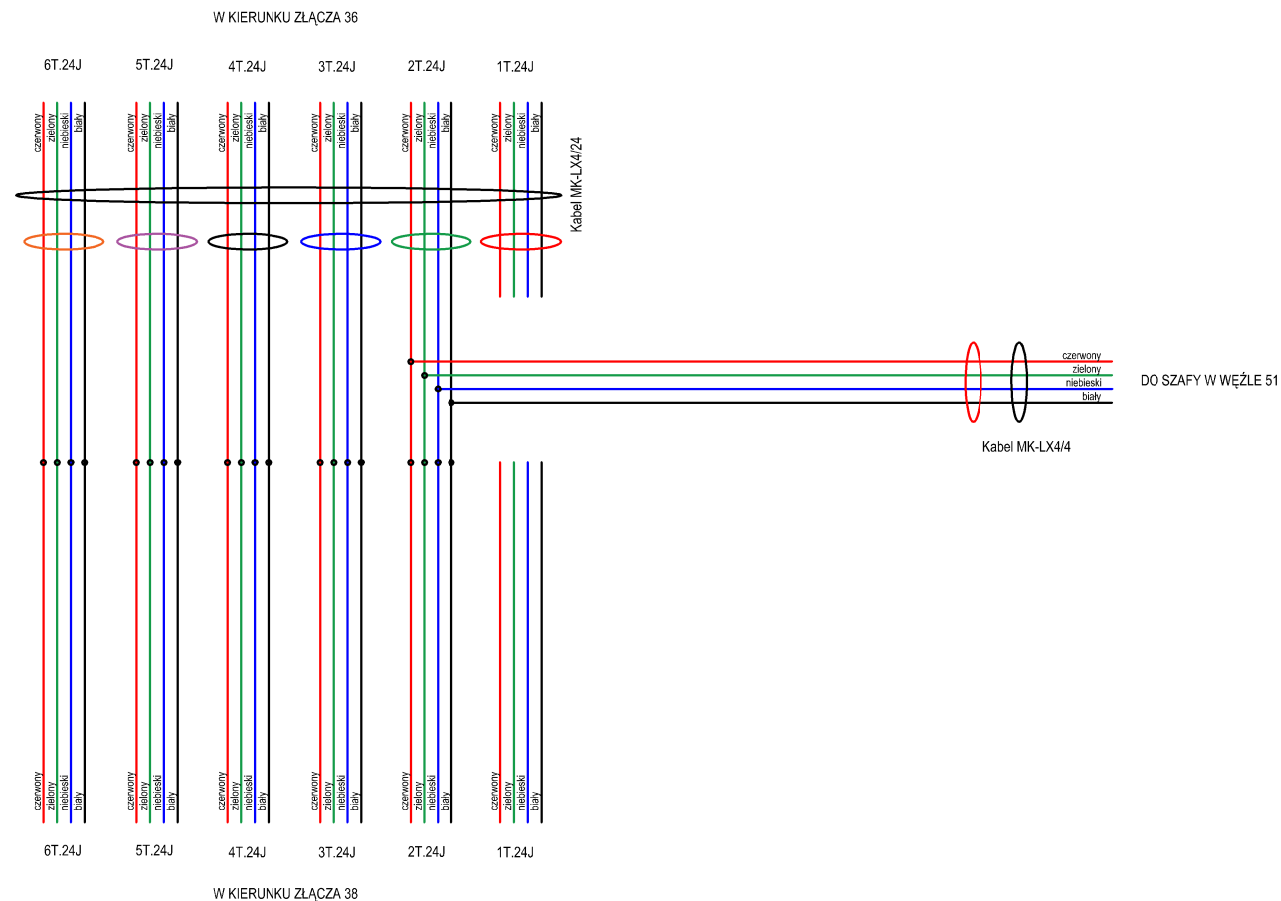 W KIERUNKU ZŁĄCZA 36
6T.24J 5T.24J 4T.24J 3T.24J 2T.24J 1T.24J
czerwony zielony niebieski biały czerwony zielony niebieski biały czerwony zielony niebieski biały czerwony zielony niebieski biały czerwony zielony niebieski biały czerwony zielony niebieski biały
Kabel MK-LX4/24
czerwony
zielony
niebieski
biały
DO SZAFY W WĘŹLE 51
Kabel MK-LX4/4
czerwony zielony niebieski biały czerwony zielony niebieski biały czerwony zielony niebieski biały czerwony zielony niebieski biały czerwony zielony niebieski biały czerwony zielony niebieski biały
6T.24J 5T.24J 4T.24J 3T.24J 2T.24J 1T.24J
W KIERUNKU ZŁĄCZA 38